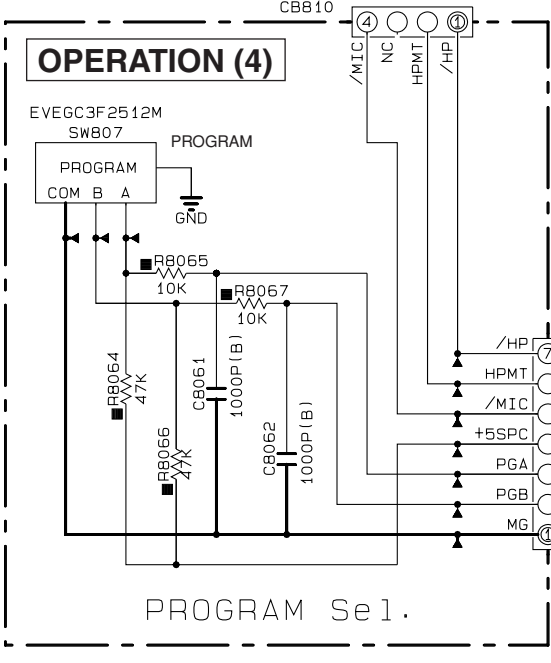 CB810
④
①
/MIC
NC
HPMT
/HP
OPERATION (4)
EVEGC3F2512M
SW807
PROGRAM
PROGRAM
COM B A
GND
R8065
10K
R8067
10K
R8064
47K
C8061
1000P(B)
R8066
47K
C8062
1000P(B)
/HP
7
HPMT
/MIC
+5SPC
PGA
PGB
MG
1
PROGRAM Sel.